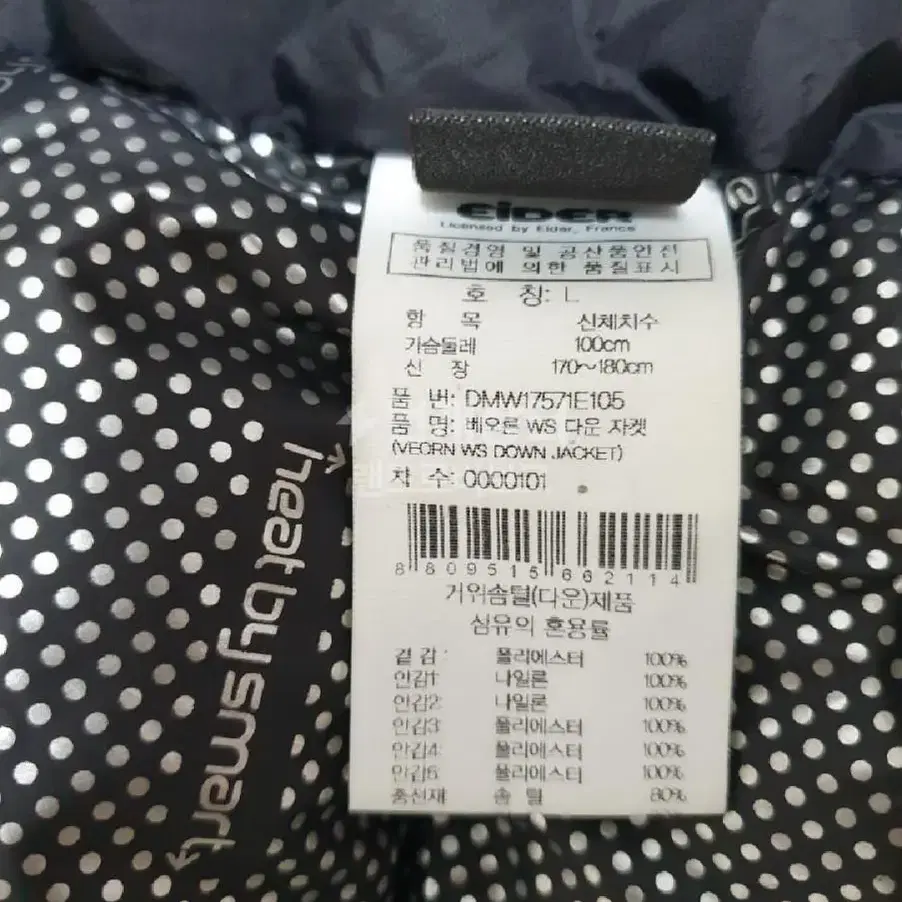 EiDER
Licensed by Eider, France
품질경영 및 공산품안전
관리법에 의한 품질표시
호 칭: L
항 목 신체치수
가슴둘레 100cm
신 장 170~180cm
품 번: DMW17571E105
품 명: 베오른 WS 다운 자켓
(VEORN WS DOWN JACKET)
차 수 0000101
8809515662114
거위솜털(다운)제품
섬유의 혼용률
겉감 폴리에스터 100%
안감1 나일론 100%
안감2 나일론 100%
안감3 폴리에스터 100%
안감4 폴리에스터 100%
안감6 폴리에스터 100%
충전재 솜 털 80%
heat by smart